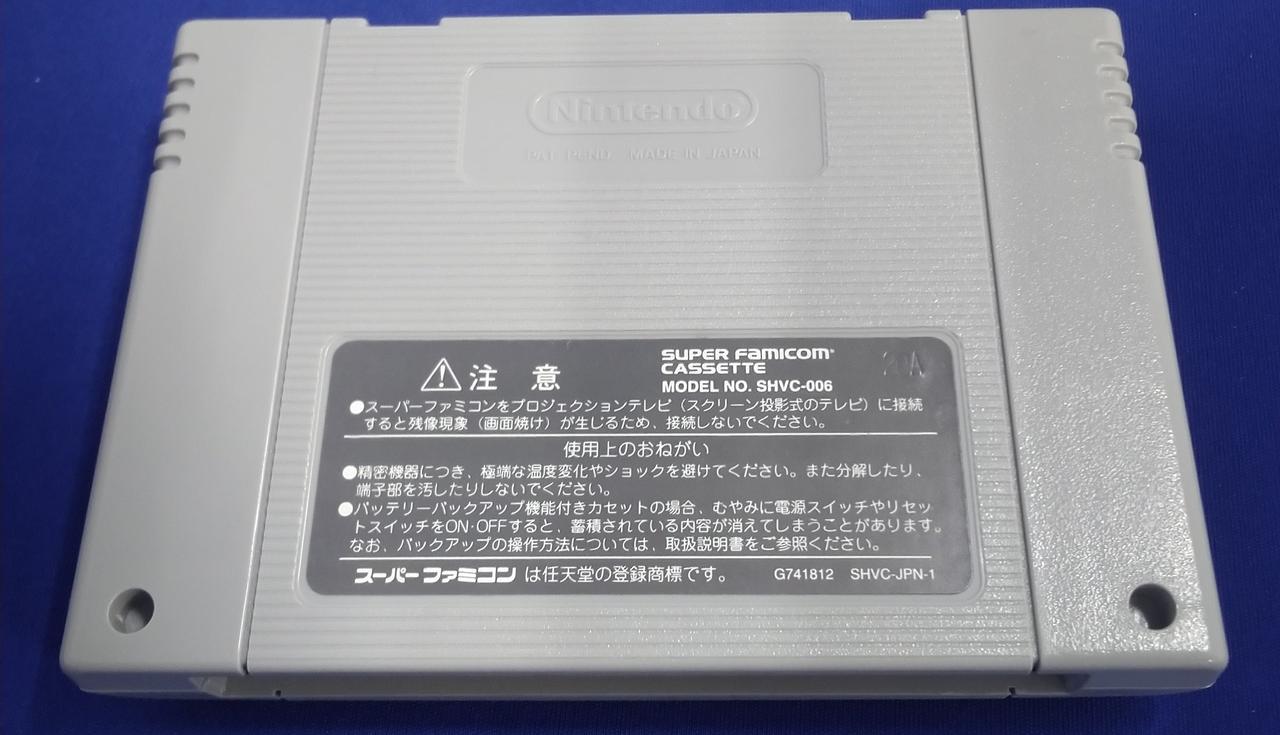 Nintendo
PAT. PEND. MADE IN JAPAN
注 意
SUPER FAMICOM®
CASSETTE
MODEL NO. SHVC-006
20A
●スーパーファミコンをプロジェクションテレビ（スクリーン投影式のテレビ）に接続
すると残像現象（画面焼け）が生じるため、接続しないでください。
使用上のおねがい
●精密機器につき、極端な温度変化やショックを避けてください。また分解したり、
端子部を汚したりしないでください。
●バッテリーバックアップ機能付きカセットの場合、むやみに電源スイッチやリセッ
トスイッチをON·OFFすると、蓄積されている内容が消えてしまうことがあります。
なお、バックアップの操作方法については、取扱説明書をご参照ください。
スーパーファミコン は任天堂の登録商標です。 G741812 SHVC-JPN-1